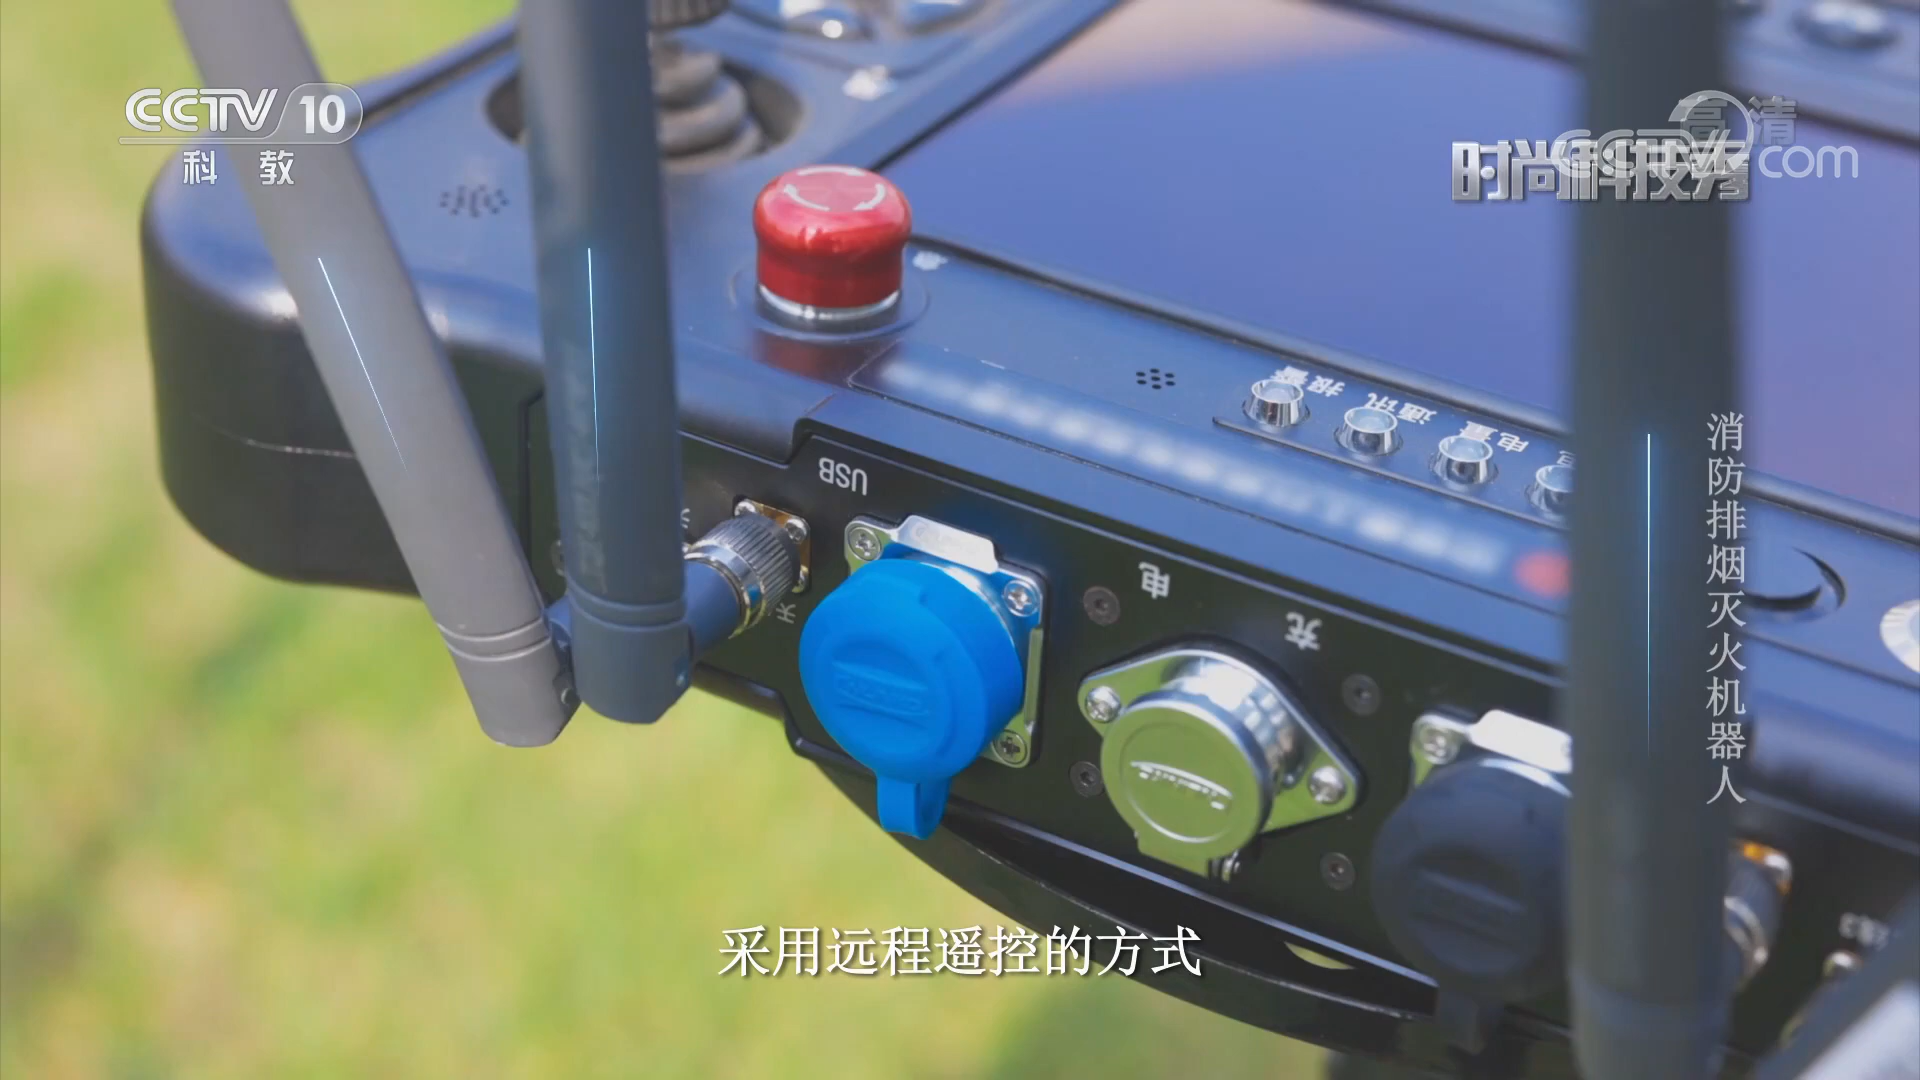 CCTV 10
科 教
高清
时尚科技秀
CCTV.com
急
报警
通讯
电量
USB
天
电
充
消防排烟灭火机器人
采用远程遥控的方式